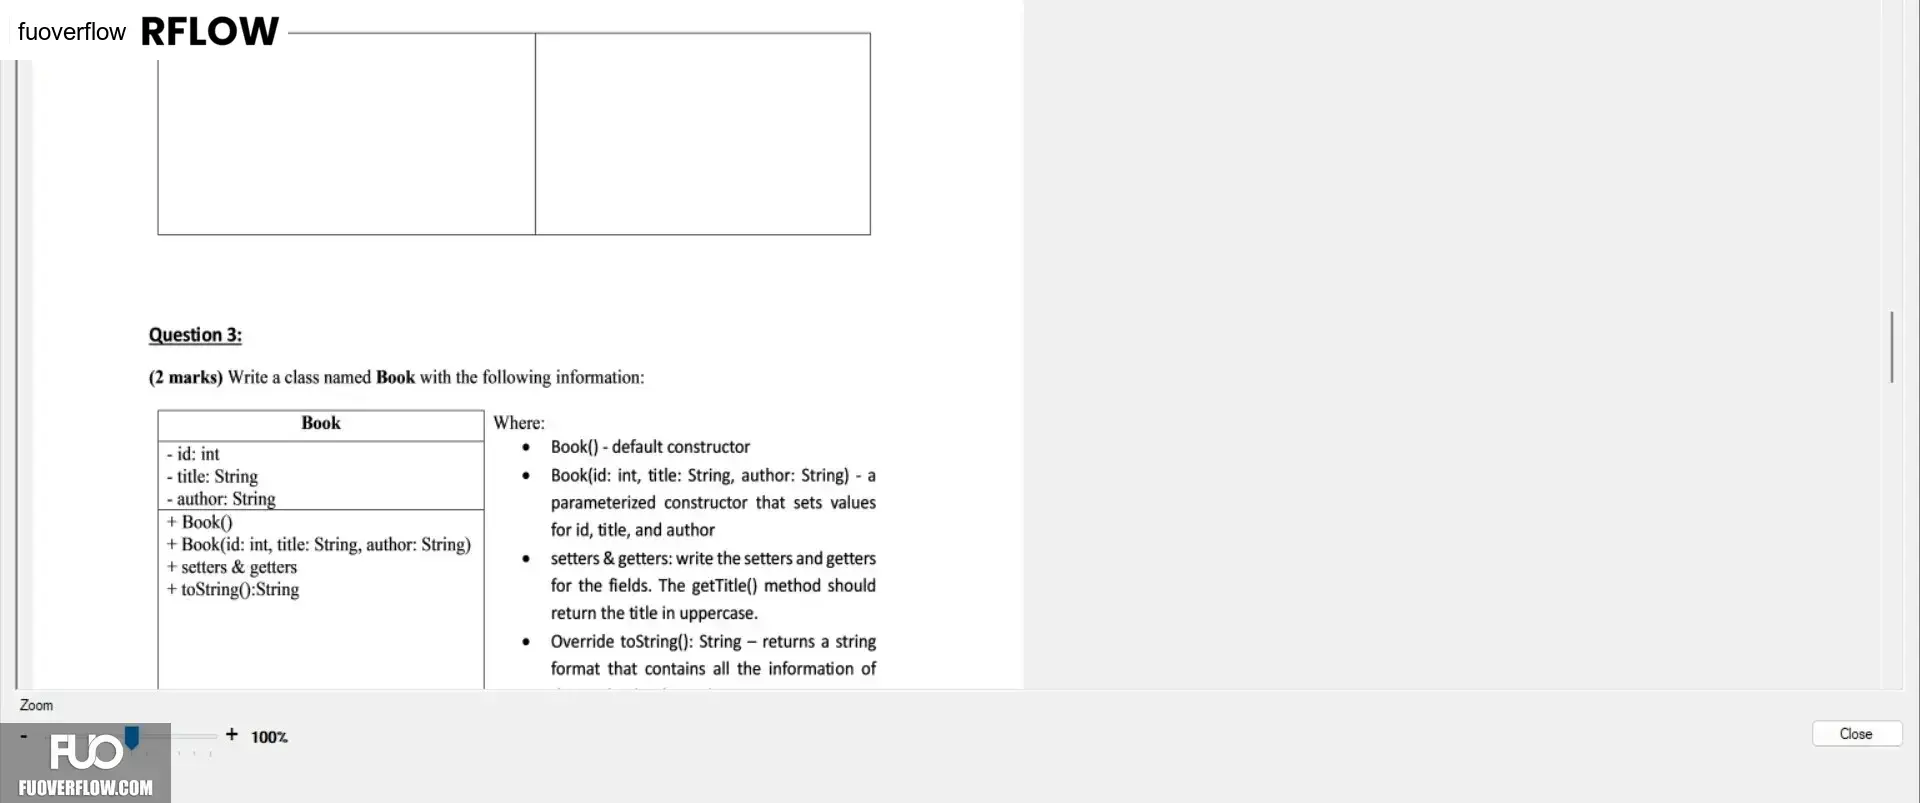 fuoverflow RFLOW
Question 3:
(2 marks) Write a class named Book with the following information:
Book
- id: int
- title: String
- author: String
+ Book()
+ Book(id: int, title: String, author: String)
+ setters & getters
+ toString():String
Where:
• Book() - default constructor
• Book(id: int, title: String, author: String) - a
parameterized constructor that sets values
for id, title, and author
• setters & getters: write the setters and getters
for the fields. The getTitle() method should
return the title in uppercase.
• Override toString(): String – returns a string
format that contains all the information of
Zoom
- + 100%
Close
FUO
FUOVERFLOW.COM